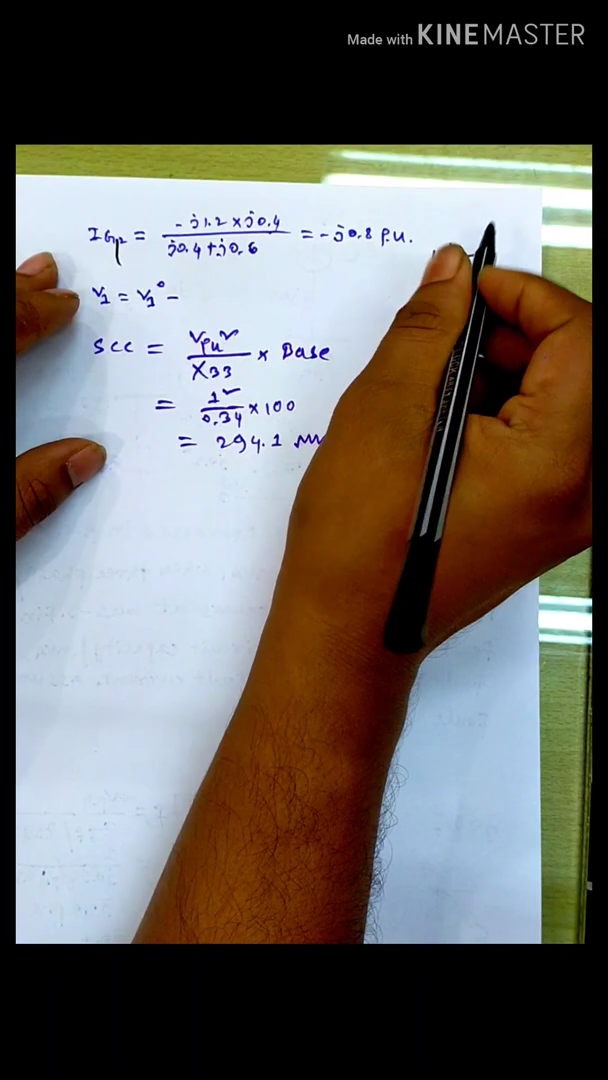 Made with KINEMASTER
I G2 = -j1.2 × j0.4 / j0.4 + j0.6 = -j0.8 P.U.
V1 = V1° -
SCC = Vpu² / X33 × Base
= 1² / 0.34 × 100
= 294.1 M